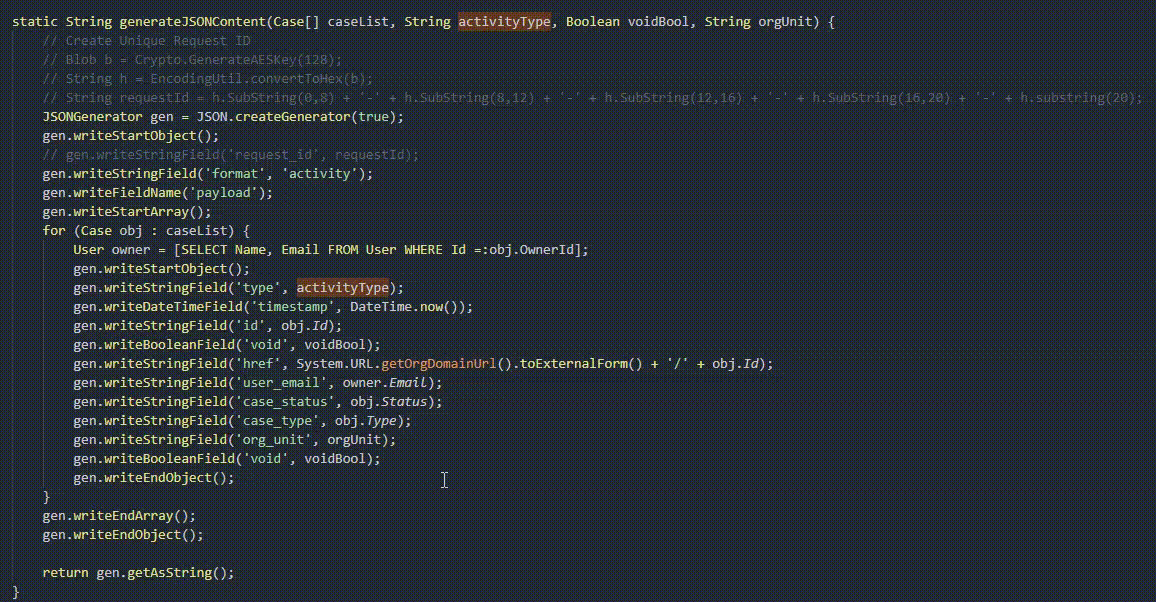 static String generateJSONContent(Case[] caseList, String activityType, Boolean voidBool, String orgUnit) {
// Create Unique Request ID
// Blob b = Crypto.GenerateAESKey(128);
// String h = EncodingUtil.convertToHex(b);
// String requestId = h.SubString(0,8) + '-' + h.SubString(8,12) + '-' + h.SubString(12,16) + '-' + h.SubString(16,20) + '-' + h.substring(20);
JSONGenerator gen = JSON.createGenerator(true);
gen.writeStartObject();
// gen.writeStringField('request_id', requestId);
gen.writeStringField('format', 'activity');
gen.writeFieldName('payload');
gen.writeStartArray();
for (Case obj : caseList) {
User owner = [SELECT Name, Email FROM User WHERE Id =:obj.OwnerId];
gen.writeStartObject();
gen.writeStringField('type', activityType);
gen.writeDateTimeField('timestamp', DateTime.now());
gen.writeStringField('id', obj.Id);
gen.writeBooleanField('void', voidBool);
gen.writeStringField('href', System.URL.getOrgDomainUrl().toExternalForm() + '/' + obj.Id);
gen.writeStringField('user_email', owner.Email);
gen.writeStringField('case_status', obj.Status);
gen.writeStringField('case_type', obj.Type);
gen.writeStringField('org_unit', orgUnit);
gen.writeBooleanField('void', voidBool);
gen.writeEndObject();
}
gen.writeEndArray();
gen.writeEndObject();
return gen.getAsString();
}